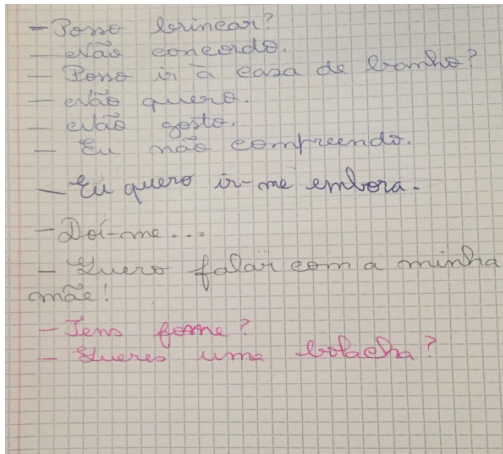 - Posso brincar?
- Não concordo.
- Posso ir à casa de banho?
- Não quero.
- Não gosto.
- Eu não compreendo.
- Eu quero ir-me embora.
- Doi-me...
- Quero falar com a minha
mãe!
- Tens fome?
- Queres uma bolacha?